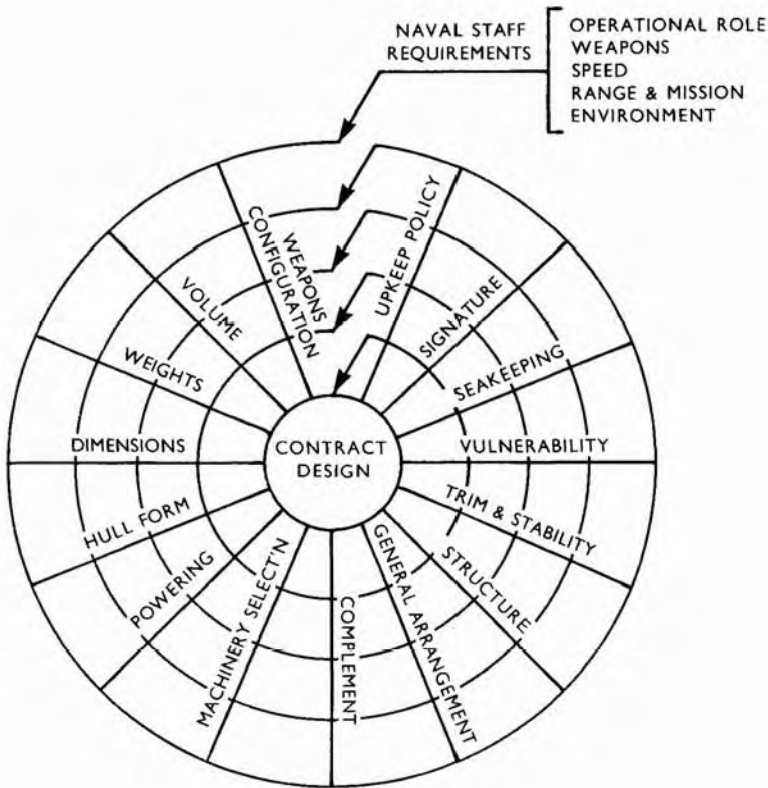 NAVAL STAFF
REQUIREMENTS
OPERATIONAL ROLE
WEAPONS
SPEED
RANGE & MISSION
ENVIRONMENT
WEAPONS
CONFIGURATION
UPKEEP POLICY
VOLUME
SIGNATURE
WEIGHTS
SEAKEEPING
DIMENSIONS
CONTRACT
DESIGN
VULNERABILITY
HULL FORM
TRIM & STABILITY
POWERING
STRUCTURE
MACHINERY SELECT'N
COMPLEMENT
GENERAL ARRANGEMENT